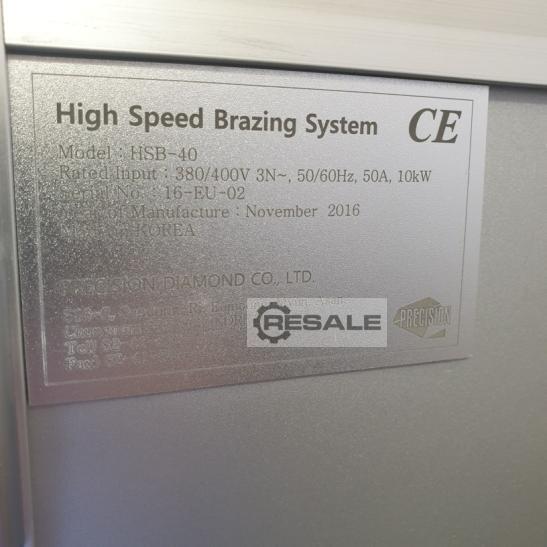 High Speed Brazing System CE
Model : HSB-40
Rated Input : 380/400V 3N~, 50/60Hz, 50A, 10kW
Serial No. : 16-EU-02
of Manufacture : November 2016
KOREA
PRECISION DIAMOND CO., LTD.
Asan
RESALE
PRECISION